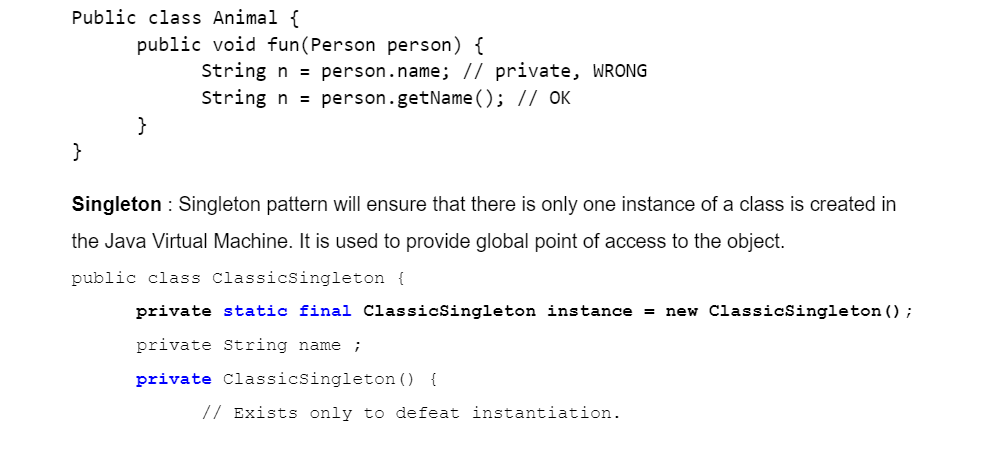 Public class Animal {
public void fun(Person person) {
String n = person.name; // private, WRONG
String n = person.getName(); // OK
}
}
Singleton : Singleton pattern will ensure that there is only one instance of a class is created in
the Java Virtual Machine. It is used to provide global point of access to the object.
public class ClassicSingleton {
private static final ClassicSingleton instance = new ClassicSingleton();
private String name ;
private ClassicSingleton() {
// Exists only to defeat instantiation.